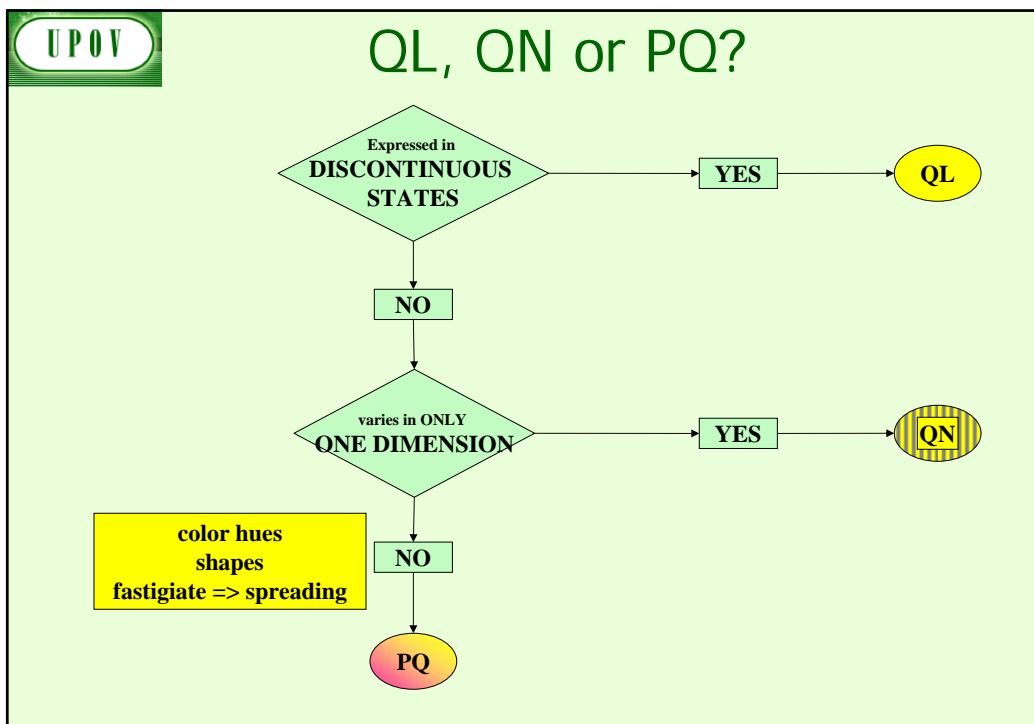 UPOV
QL, QN or PQ?
Expressed in
DISCONTINUOUS
STATES
YES
QL
NO
varies in ONLY
ONE DIMENSION
YES
QN
color hues
shapes
fastigiate => spreading
NO
PQ